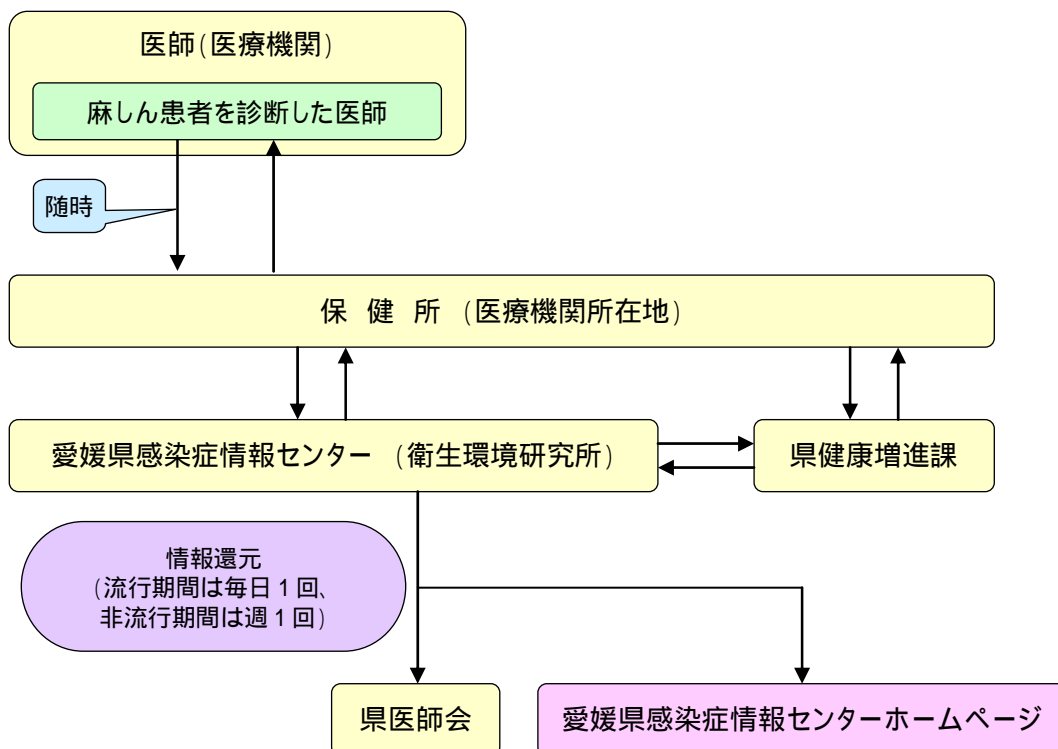 医師(医療機関)
麻しん患者を診断した医師
随時
保 健 所 (医療機関所在地)
愛媛県感染症情報センター (衛生環境研究所)
県健康増進課
情報還元
(流行期間は毎日1回、
非流行期間は週1回)
県医師会
愛媛県感染症情報センターホームページ